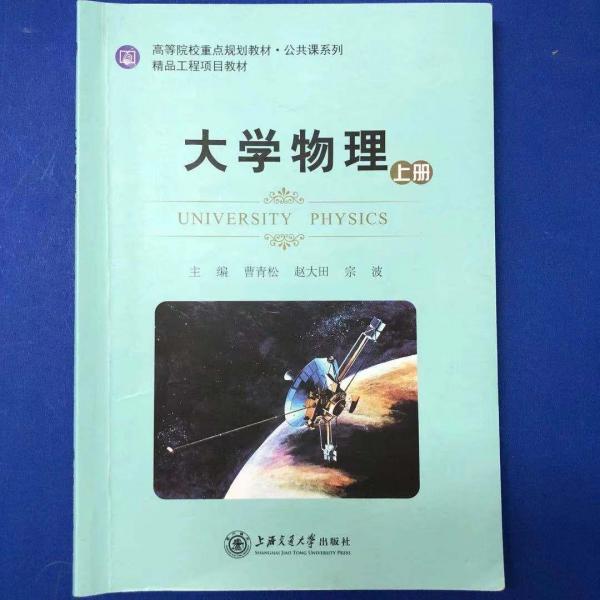 高等院校重点规划教材·公共课系列
精品工程项目教材
大学物理 上册
UNIVERSITY PHYSICS
主 编 曹青松 赵大田 宗 波
上海交通大学出版社
SHANGHAI JIAO TONG UNIVERSITY PRESS